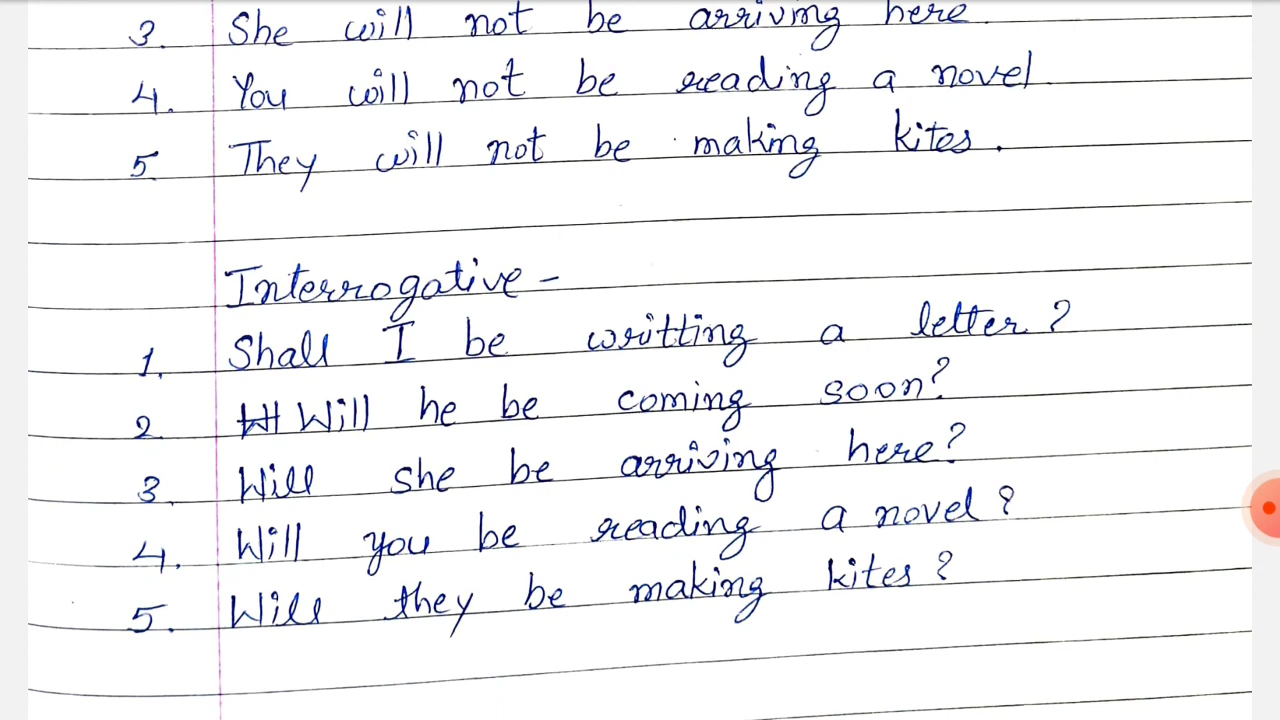 3. She will not be arriving here.
4. You will not be reading a novel
5. They will not be making kites.
Interrogative -
1. Shall I be writting a letter?
2 Will he be coming soon?
3. Will she be arriving here?
4. Will you be reading a novel?
5. Will they be making kites?